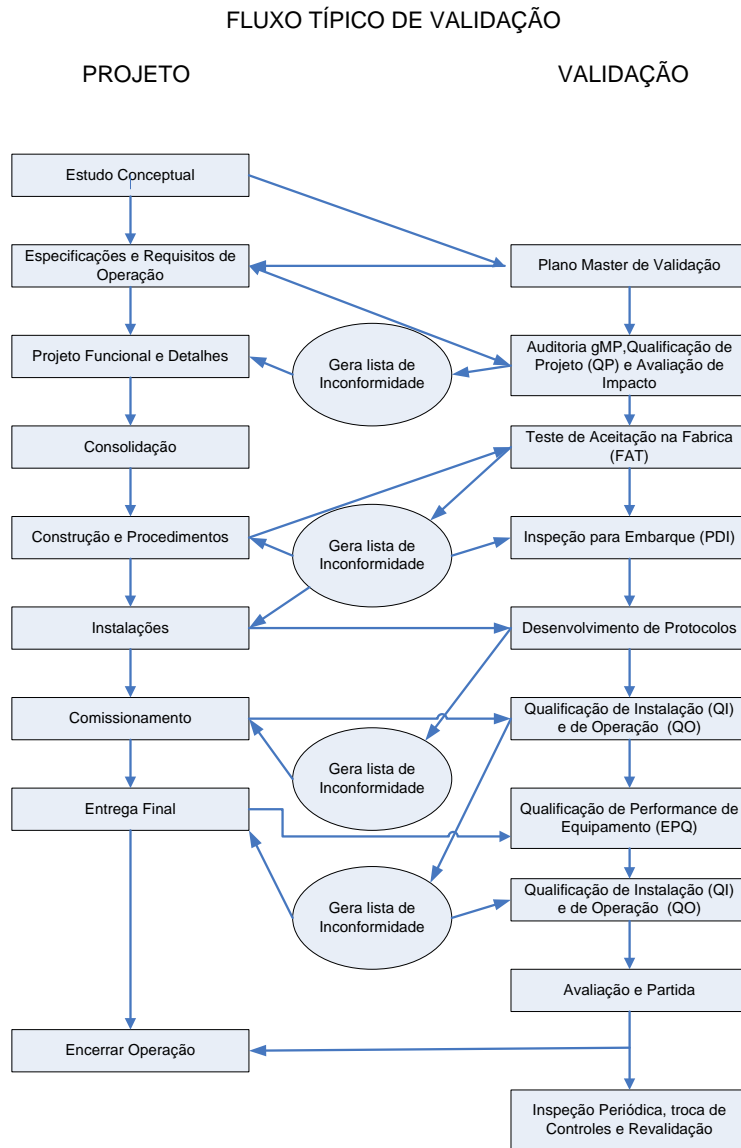 FLUXO TÍPICO DE VALIDAÇÃO
PROJETO
VALIDAÇÃO
Estudo Conceptual
Especificações e Requisitos de
Operação
Plano Master de Validação
Projeto Funcional e Detalhes
Gera lista de
Inconformidade
Auditoria gMP,Qualificação de
Projeto (QP) e Avaliação de
Impacto
Consolidação
Teste de Aceitação na Fabrica
(FAT)
Construção e Procedimentos
Gera lista de
Inconformidade
Inspeção para Embarque (PDI)
Instalações
Desenvolvimento de Protocolos
Comissionamento
Qualificação de Instalação (QI)
e de Operação  (QO)
Gera lista de
Inconformidade
Entrega Final
Qualificação de Performance de
Equipamento (EPQ)
Gera lista de
Inconformidade
Qualificação de Instalação (QI)
e de Operação  (QO)
Avaliação e Partida
Encerrar Operação
Inspeção Periódica, troca de
Controles e Revalidação